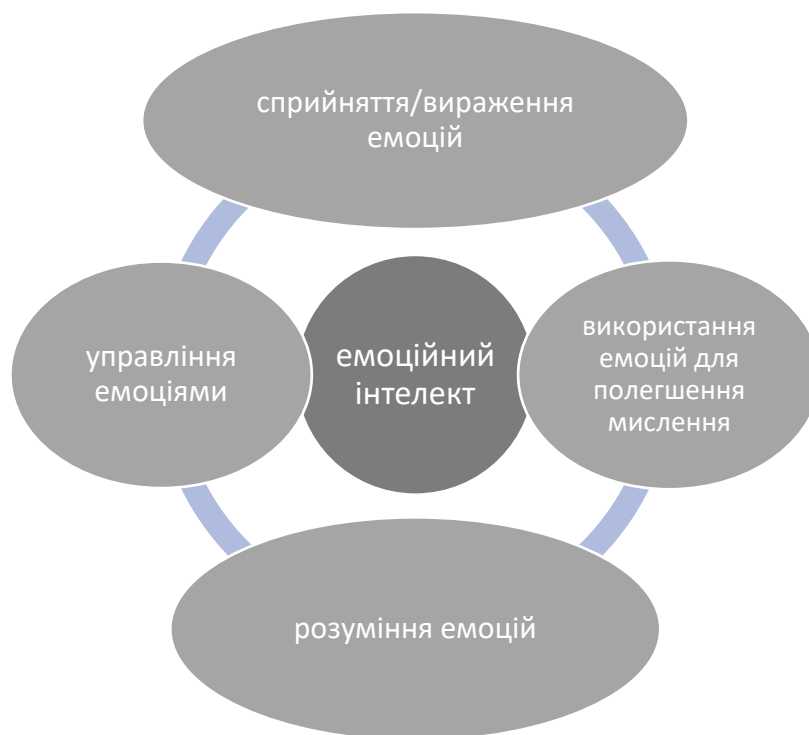 сприйняття/вираження
емоцій
управління
емоціями
емоційний
інтелект
використання
емоцій для
полегшення
мислення
розуміння емоцій